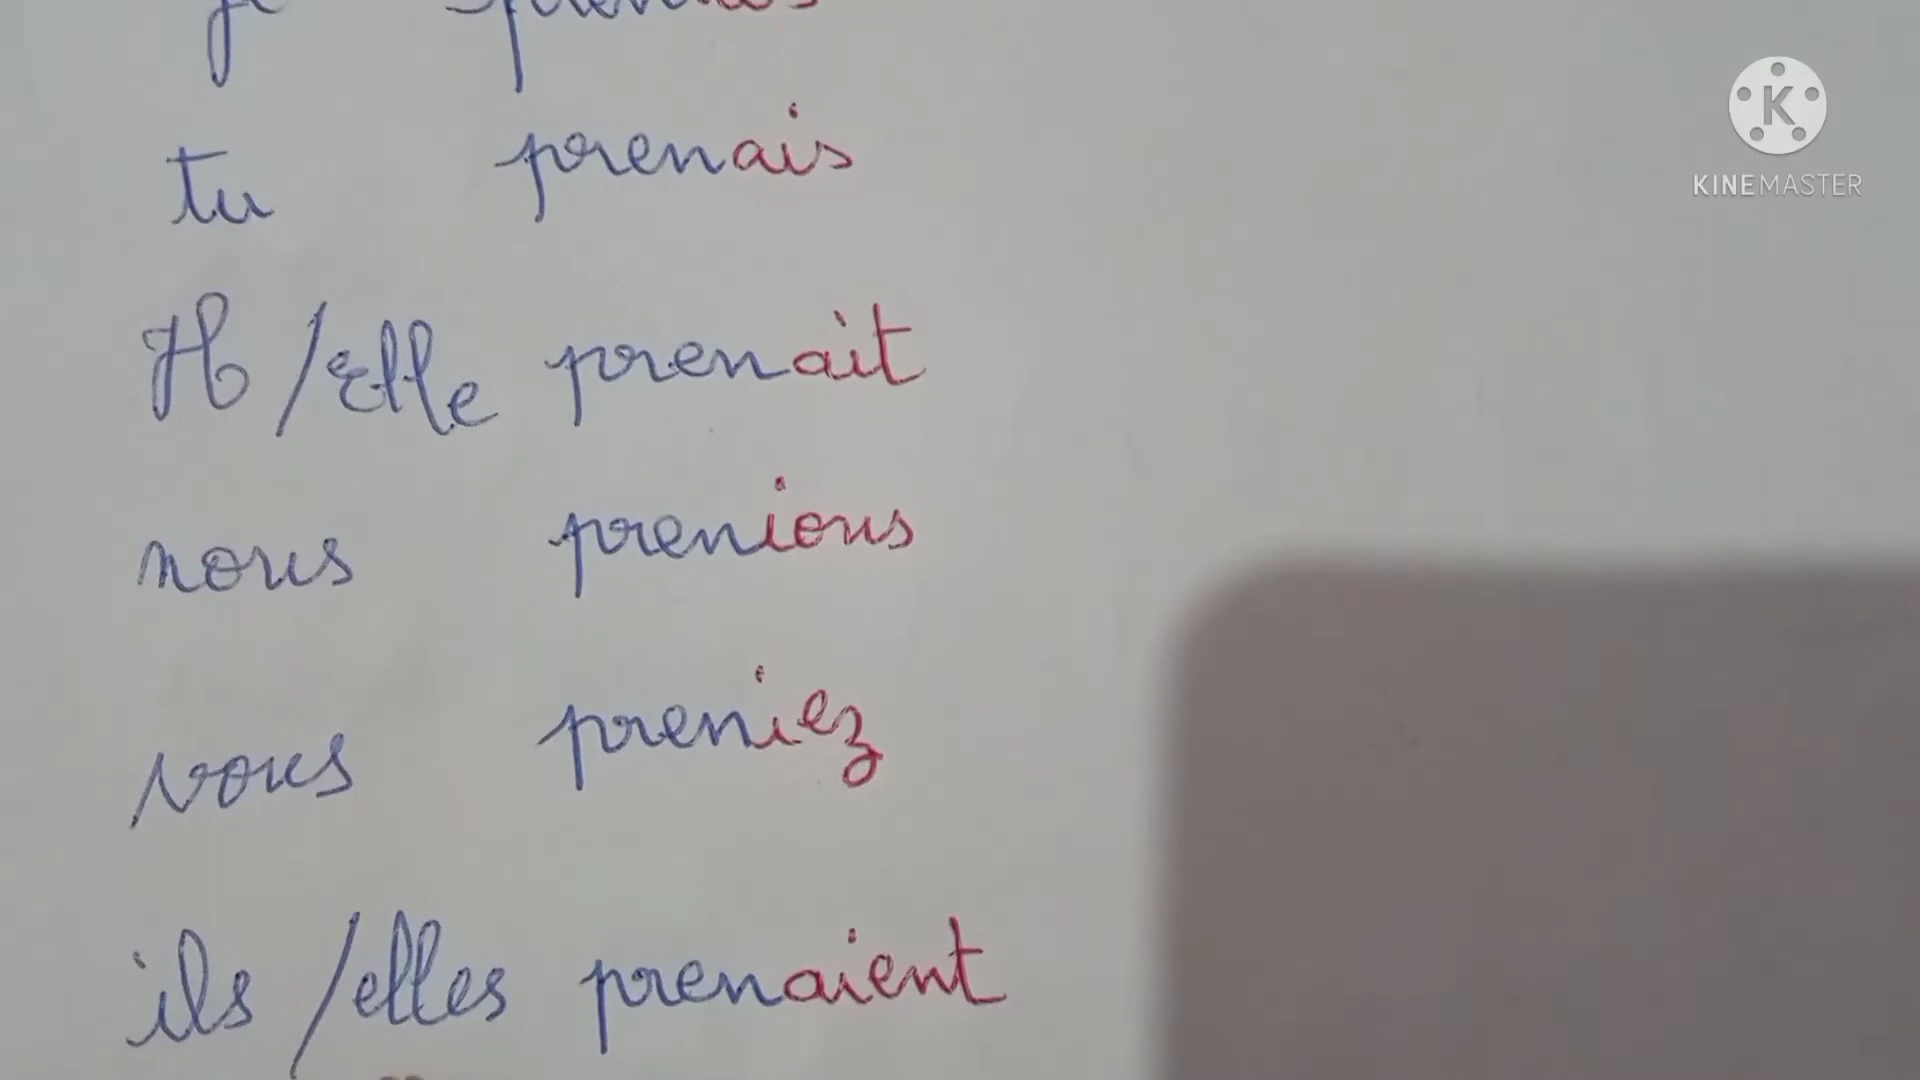 tu prenais
Il/Elle prenait
nous prenions
vous preniez
ils/elles prenaient
K
KINEMASTER